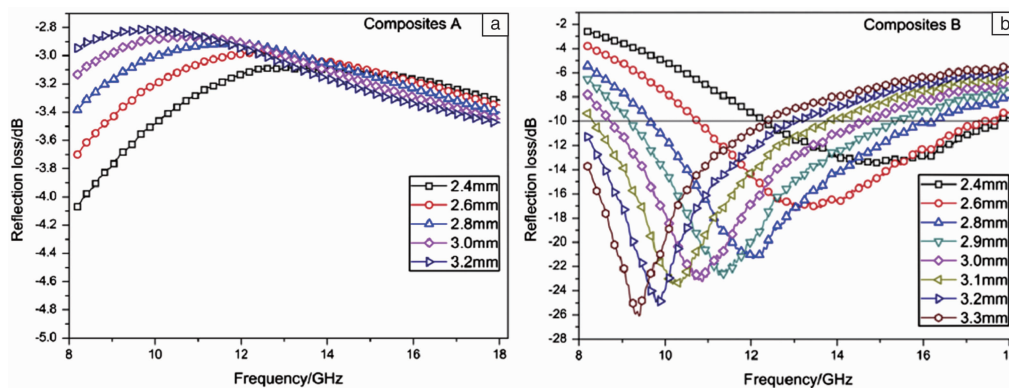 Composites A
a
-2.8
-3.0
-3.2
-3.4
-3.6
-3.8
-4.0
-4.2
-4.4
-4.6
-4.8
-5.0
Reflection loss/dB
2.4mm
2.6mm
2.8mm
3.0mm
3.2mm
8 10 12 14 16 18
Frequency/GHz
Composites B
b
-2
-4
-6
-8
-10
-12
-14
-16
-18
-20
-22
-24
-26
-28
Reflection loss/dB
2.4mm
2.6mm
2.8mm
2.9mm
3.0mm
3.1mm
3.2mm
3.3mm
8 10 12 14 16
Frequency/GHz